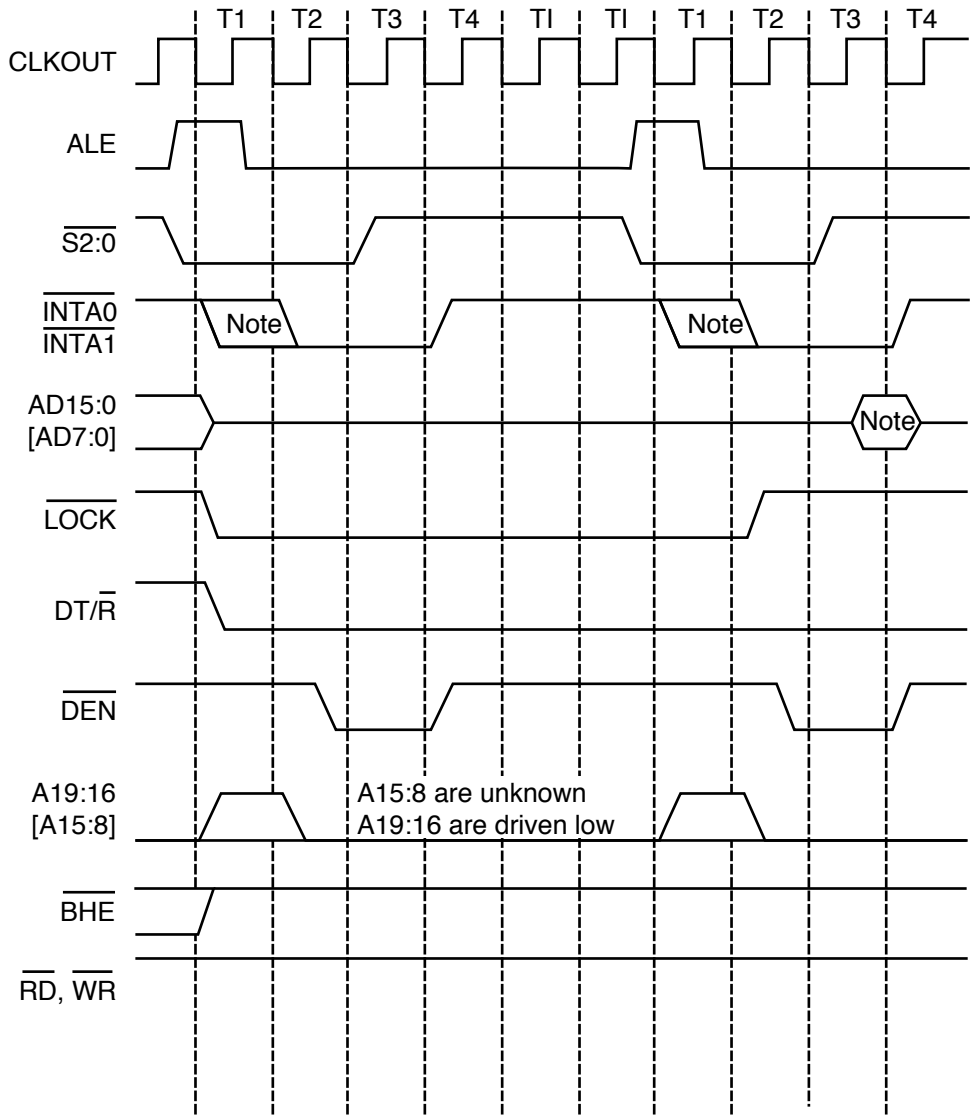 T1 T2 T3 T4 TI TI T1 T2 T3 T4
CLKOUT
ALE
S2:0
INTA0
INTA1
Note
Note
AD15:0
[AD7:0]
Note
LOCK
DT/R
DEN
A19:16
[A15:8]
A15:8 are unknown
A19:16 are driven low
BHE
RD, WR